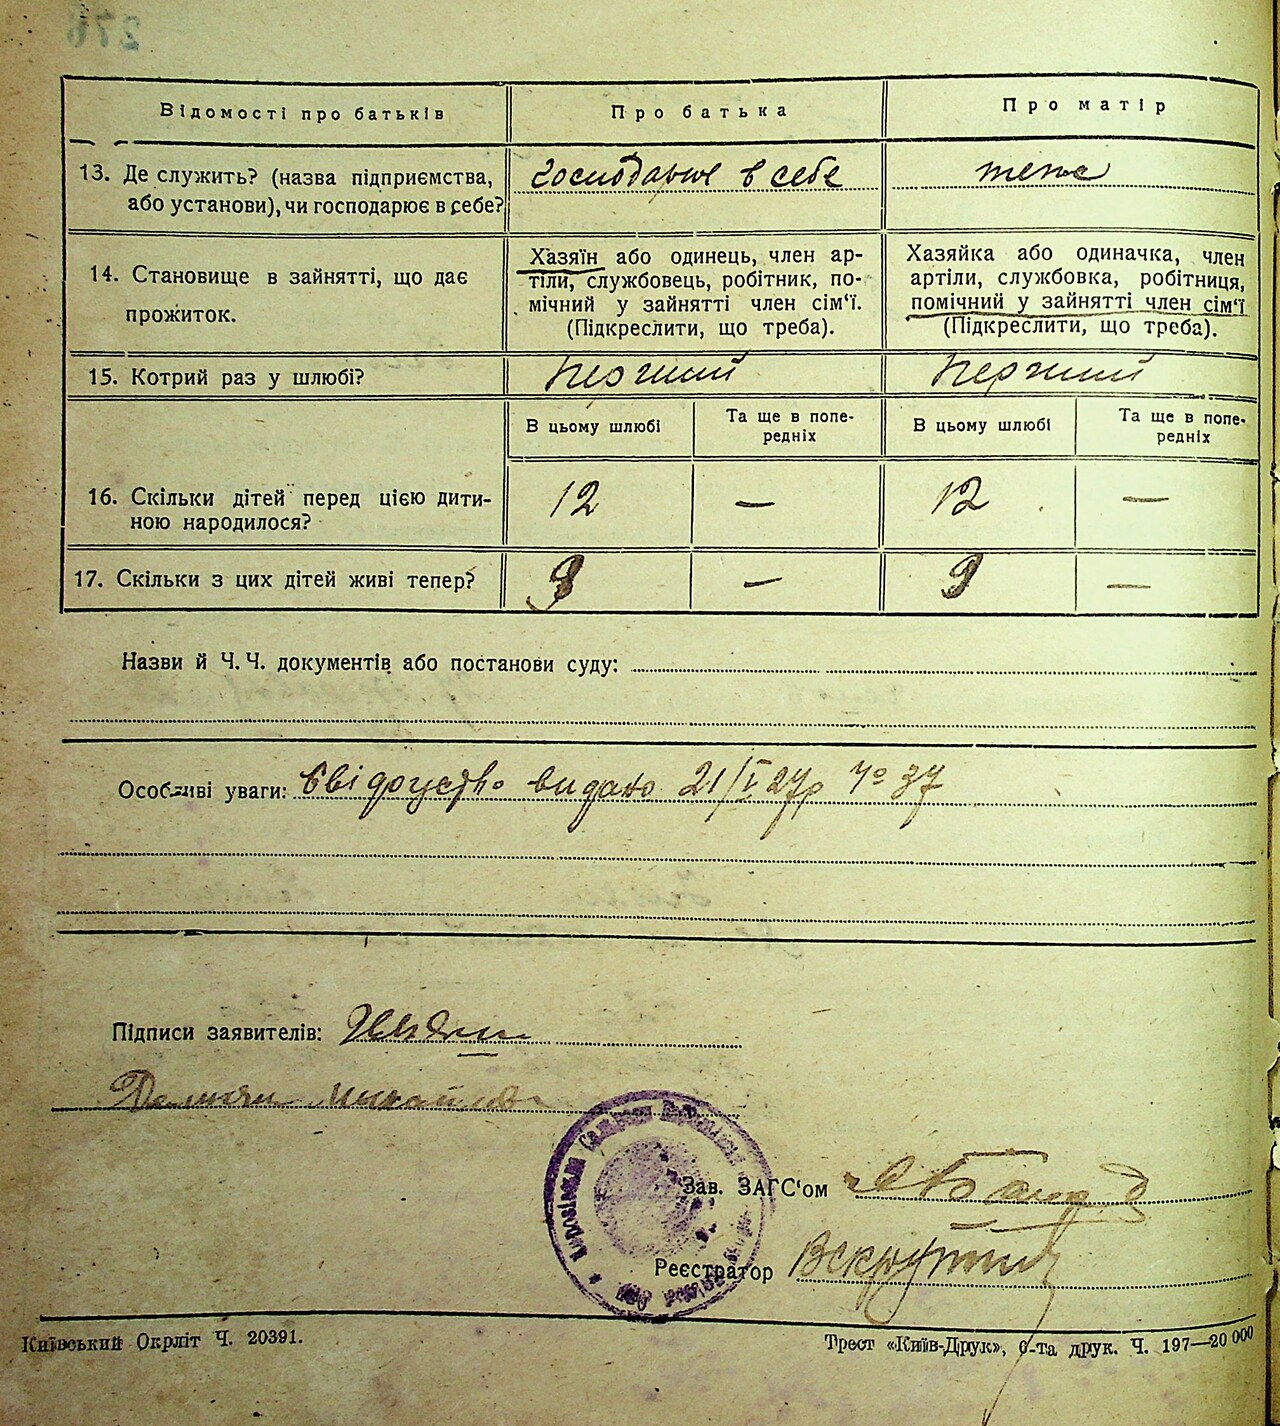 Відомості про батьків Про батька Про матір
13. Де служить? (назва підприємства, або установи), чи господарює в себе? господарює в себе
14. Становище в зайнятті, що дає прожиток.
Хазяїн або одинець, член ар-
тіли, службовець, робітник, по-
мічний у зайнятті член сім‘ї.
(Підкреслити, що треба).
Хазяйка або одиначка, член
артіли, службовка, робітниця,
помічний у зайнятті член сім‘ї
(Підкреслити, що треба).
15. Котрий раз у шлюбі? перший перший
В цьому шлюбі
Та ще в попе-
редніх
В цьому шлюбі
Та ще в попе-
редніх
16. Скільки дітей перед цією дити-
ною народилося? 12 — 12 —
17. Скільки з цих дітей живі тепер? 9 — 9 —
Назви й Ч. Ч. документів або постанови суду:
Особливі уваги: Свідоцтво видано 21/I 27р № 37
Підписи заявителів:
Зав. ЗАГС‘ом
Реєстратор
Київський Окрліт Ч. 20391.
Трест «Київ-Друк», 6-та друк. Ч. 197—20 000